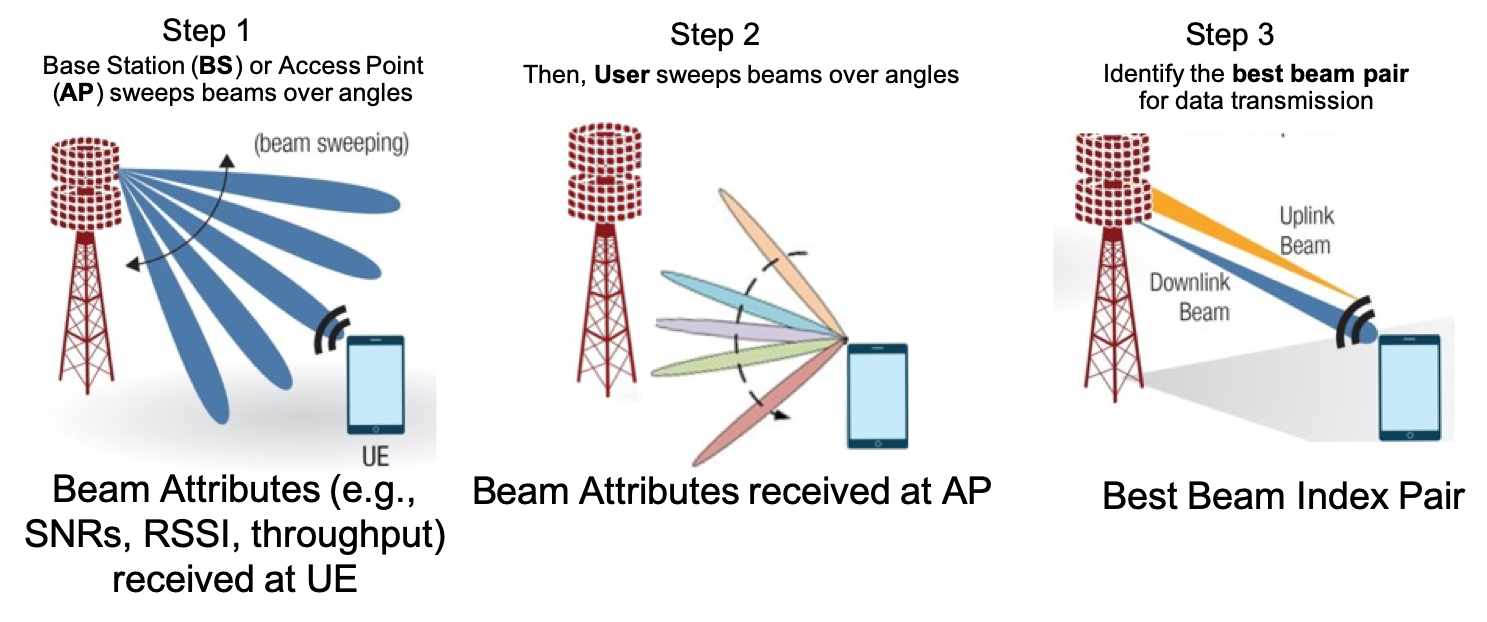 Step 1
Base Station (BS) or Access Point
(AP) sweeps beams over angles
(beam sweeping)
UE
Beam Attributes (e.g.,
SNRs, RSSI, throughput)
received at UE
Step 2
Then, User sweeps beams over angles
Beam Attributes received at AP
Step 3
Identify the best beam pair
for data transmission
Uplink
Beam
Downlink
Beam
Best Beam Index Pair